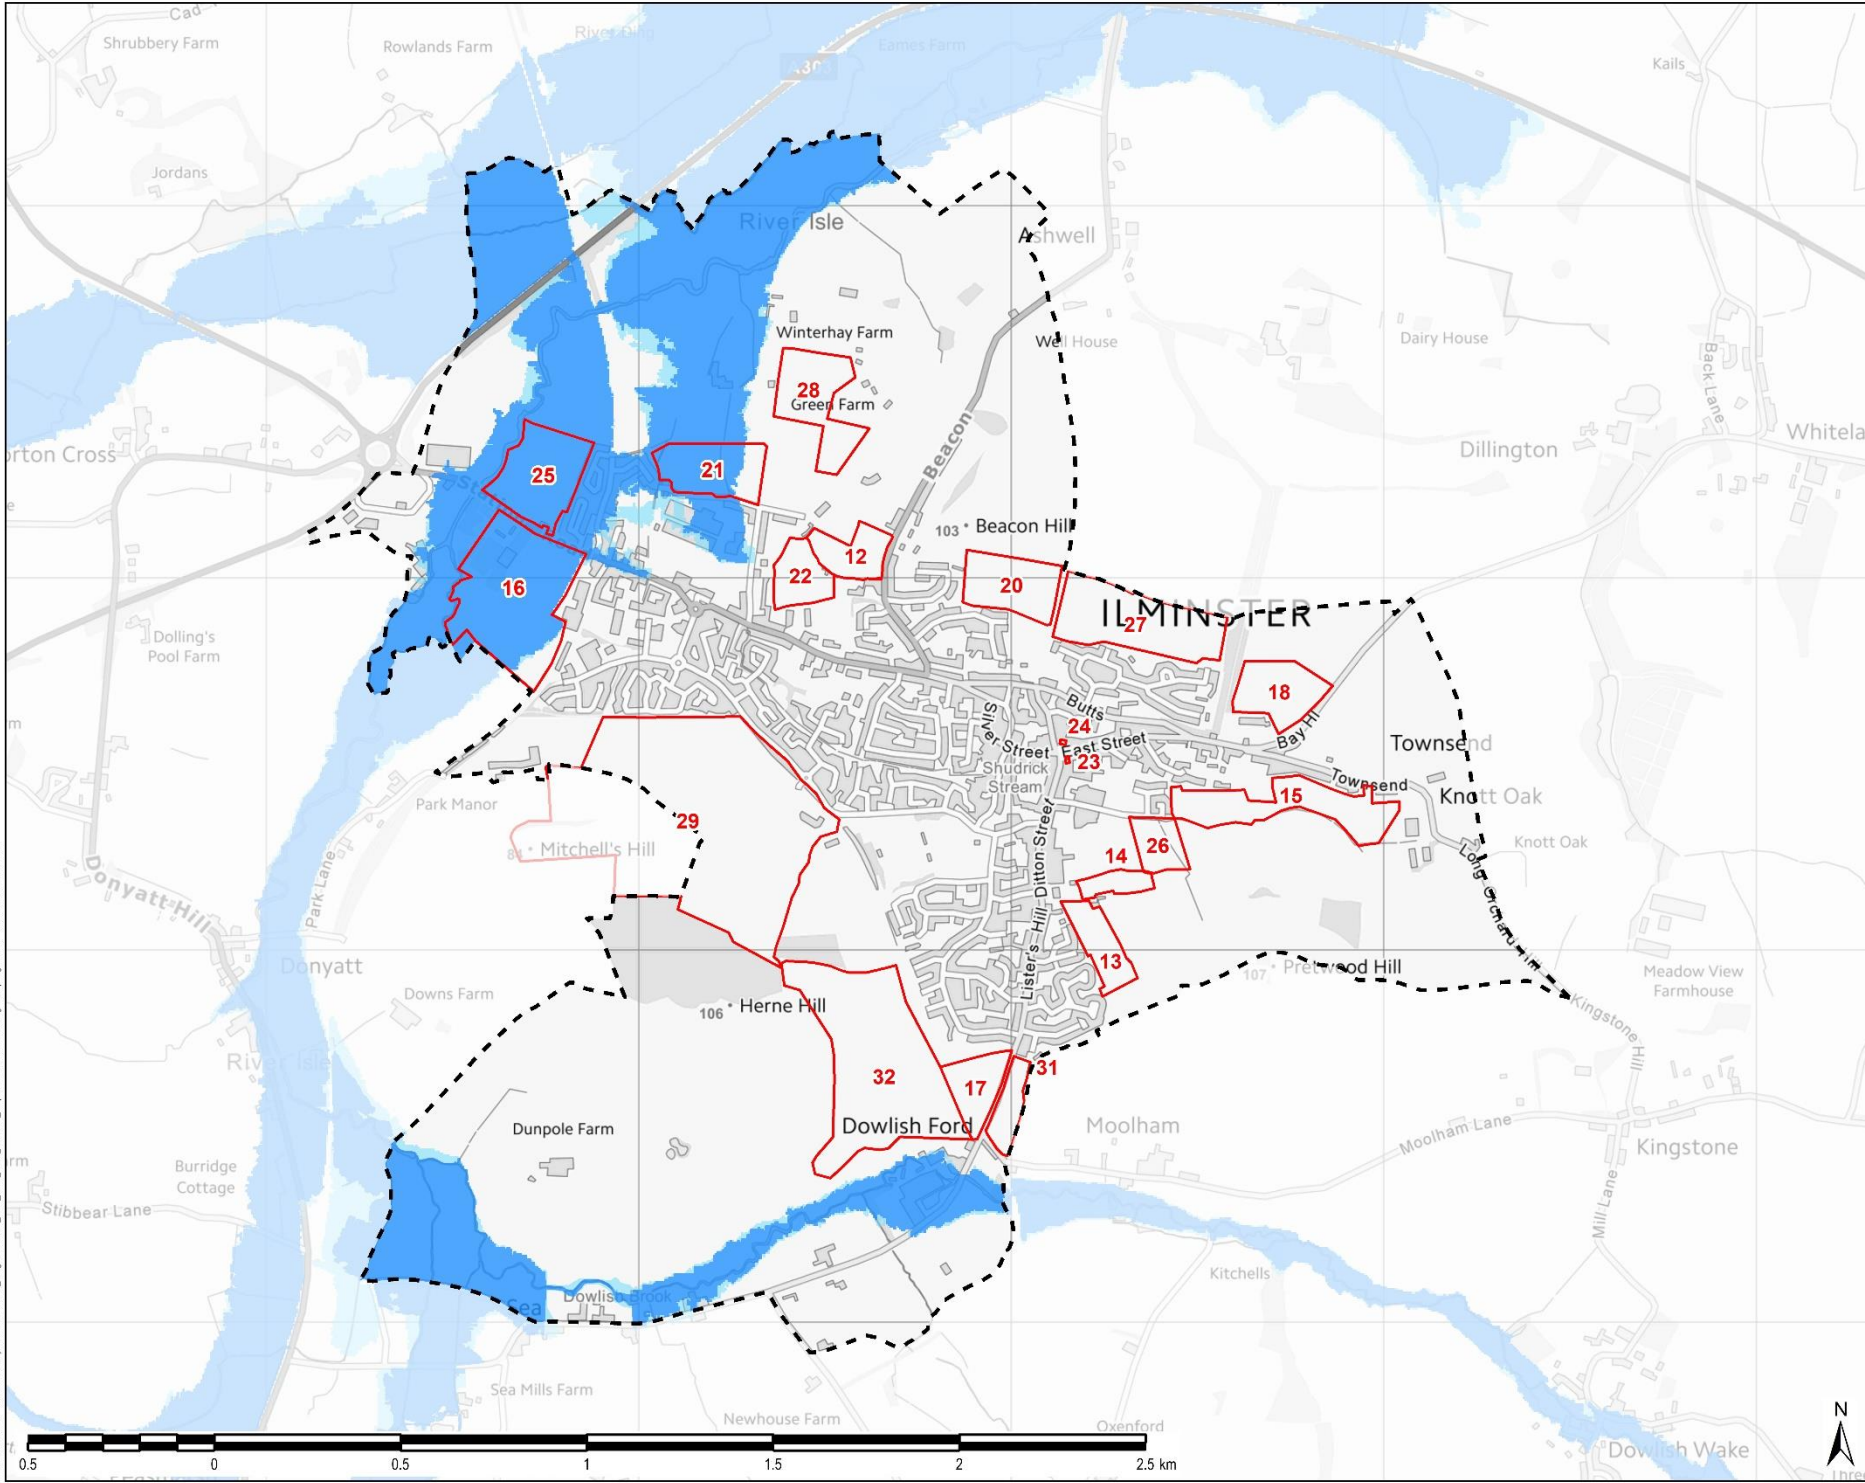 Cad
Shrubbery Farm
Rowlands Farm
River Ding
Eames Farm
Kails
A303
Jordans
River Isle
Ashwell
Winterhay Farm
Well House
Dairy House
Back Lane
28
Green Farm
Beacon
orton Cross
Dillington
Whitela
25
21
103
Beacon Hill
12
22
20
16
ILMINSTER
27
Dolling's
Pool Farm
18
Butts
Silver Street
24
East Street
Bay Hl
23
Townsend
Shudrick
Stream
Townsend
15
Knott Oak
Park Manor
29
84
Mitchell's Hill
Knott Oak
14
26
Ditton Street
Long Orchard Hill
Donyatt Hill
Park Lane
Lister's Hill
13
Donyatt
107
Pretwood Hill
Meadow View
Farmhouse
Downs Farm
106
Herne Hill
Kingstone Hill
River Isle
32
17
31
Dunpole Farm
Dowlish Ford
Moolham
Moolham Lane
Kingstone
Burridge
Cottage
Stibbear Lane
Mill Lane
Kitchells
Sea
Dowlish Brook
Sea Mills Farm
Newhouse Farm
Oxenford
N
Dowlish Wake
0.5
0
0.5
1
1.5
2
2.5 km